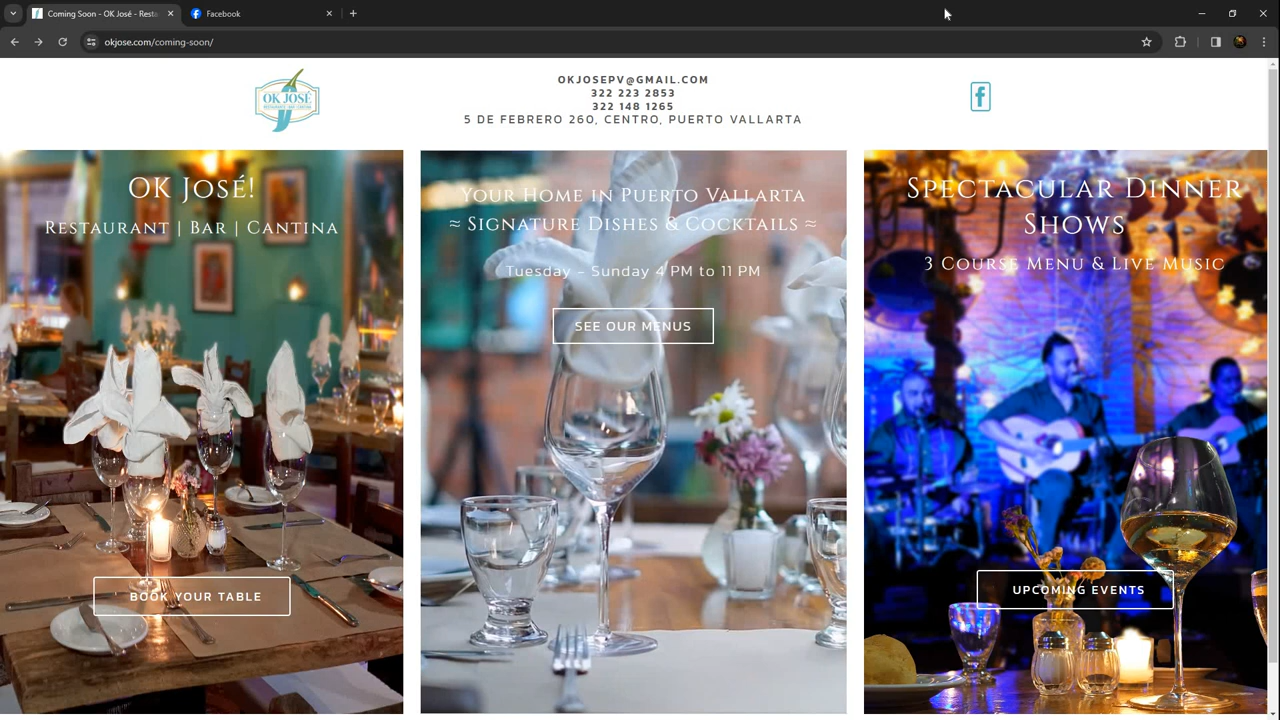 Coming Soon - OK José - Resta
Facebook
okjose.com/coming-soon/
OK JOSÉ
OKJOSEPV@GMAIL.COM
322 223 2853
322 148 1265
5 DE FEBRERO 260, CENTRO, PUERTO VALLARTA
OK José!
Restaurant | Bar | Cantina
BOOK YOUR TABLE
Your Home in Puerto Vallarta
≈ Signature Dishes & Cocktails ≈
Tuesday – Sunday 4 PM to 11 PM
SEE OUR MENUS
Spectacular Dinner
Shows
3 Course Menu & Live Music
UPCOMING EVENTS